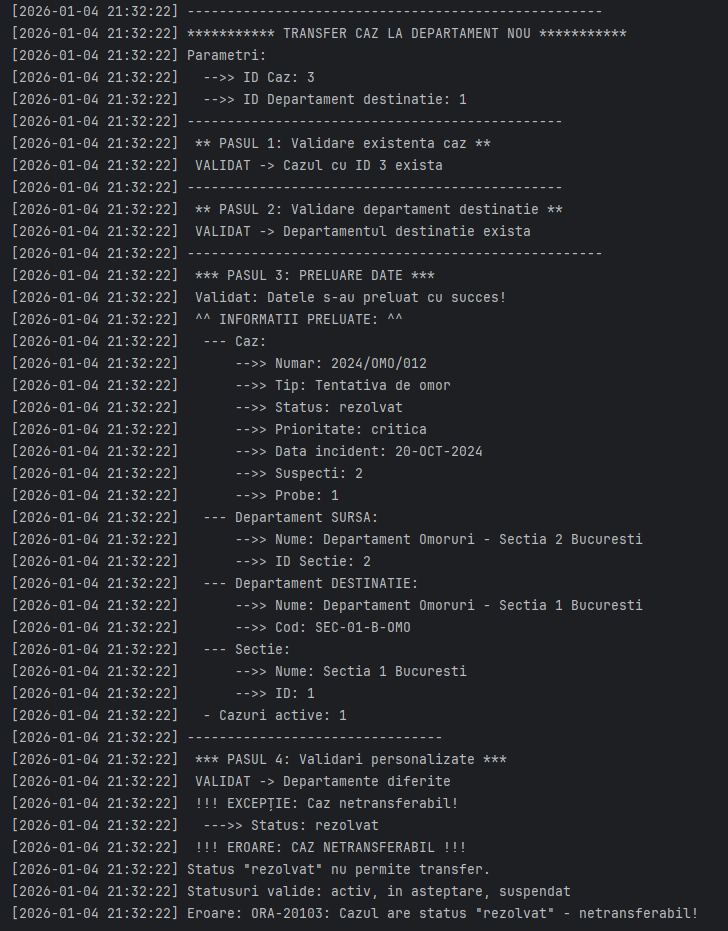 [2026-01-04 21:32:22] ----------------------------------------------------
[2026-01-04 21:32:22] *********** TRANSFER CAZ LA DEPARTAMENT NOU ***********
[2026-01-04 21:32:22] Parametri:
[2026-01-04 21:32:22]   -->> ID Caz: 3
[2026-01-04 21:32:22]   -->> ID Departament destinatie: 1
[2026-01-04 21:32:22] -----------------------------------------------
[2026-01-04 21:32:22]  ** PASUL 1: Validare existenta caz **
[2026-01-04 21:32:22]  VALIDAT -> Cazul cu ID 3 exista
[2026-01-04 21:32:22] -----------------------------------------------
[2026-01-04 21:32:22]  ** PASUL 2: Validare departament destinatie **
[2026-01-04 21:32:22]  VALIDAT -> Departamentul destinatie exista
[2026-01-04 21:32:22] ----------------------------------------------------
[2026-01-04 21:32:22]  *** PASUL 3: PRELUARE DATE ***
[2026-01-04 21:32:22]  Validat: Datele s-au preluat cu succes!
[2026-01-04 21:32:22]  ^^ INFORMATII PRELUATE: ^^
[2026-01-04 21:32:22]   --- Caz:
[2026-01-04 21:32:22]       -->> Numar: 2024/OMO/012
[2026-01-04 21:32:22]       -->> Tip: Tentativa de omor
[2026-01-04 21:32:22]       -->> Status: rezolvat
[2026-01-04 21:32:22]       -->> Prioritate: critica
[2026-01-04 21:32:22]       -->> Data incident: 20-OCT-2024
[2026-01-04 21:32:22]       -->> Suspecti: 2
[2026-01-04 21:32:22]       -->> Probe: 1
[2026-01-04 21:32:22]   --- Departament SURSA:
[2026-01-04 21:32:22]       -->> Nume: Departament Omoruri - Sectia 2 Bucuresti
[2026-01-04 21:32:22]       -->> ID Sectie: 2
[2026-01-04 21:32:22]   --- Departament DESTINATIE:
[2026-01-04 21:32:22]       -->> Nume: Departament Omoruri - Sectia 1 Bucuresti
[2026-01-04 21:32:22]       -->> Cod: SEC-01-B-OMO
[2026-01-04 21:32:22]   --- Sectie:
[2026-01-04 21:32:22]       -->> Nume: Sectia 1 Bucuresti
[2026-01-04 21:32:22]       -->> ID: 1
[2026-01-04 21:32:22]   - Cazuri active: 1
[2026-01-04 21:32:22] --------------------------------
[2026-01-04 21:32:22]  *** PASUL 4: Validari personalizate ***
[2026-01-04 21:32:22]  VALIDAT -> Departamente diferite
[2026-01-04 21:32:22]  !!! EXCEPȚIE: Caz netransferabil!
[2026-01-04 21:32:22]   --->> Status: rezolvat
[2026-01-04 21:32:22]  !!! EROARE: CAZ NETRANSFERABIL !!!
[2026-01-04 21:32:22] Status "rezolvat" nu permite transfer.
[2026-01-04 21:32:22] Statusuri valide: activ, in asteptare, suspendat
[2026-01-04 21:32:22] Eroare: ORA-20103: Cazul are status "rezolvat" - netransferabil!